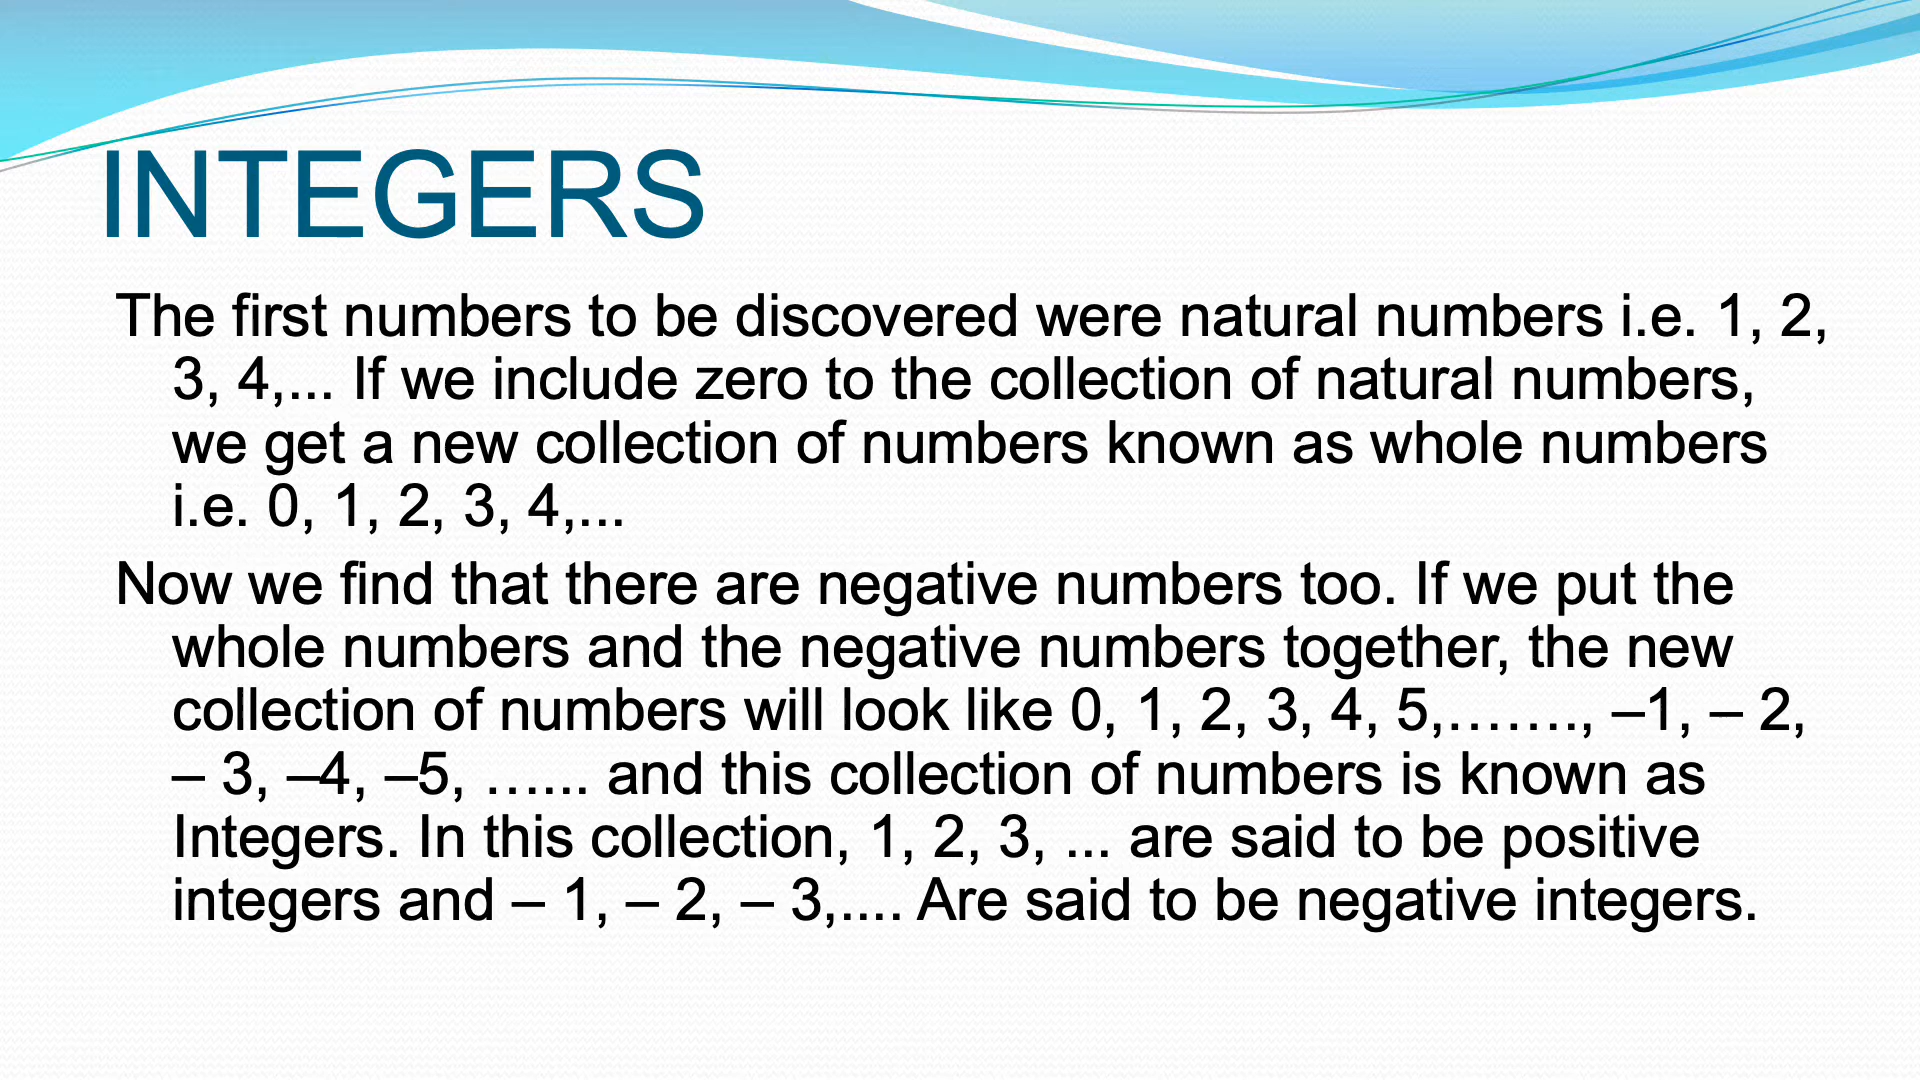 INTEGERS
The first numbers to be discovered were natural numbers i.e. 1, 2,
3, 4,... If we include zero to the collection of natural numbers,
we get a new collection of numbers known as whole numbers
i.e. 0, 1, 2, 3, 4,...
Now we find that there are negative numbers too. If we put the
whole numbers and the negative numbers together, the new
collection of numbers will look like 0, 1, 2, 3, 4, 5,……., –1, – 2,
– 3, –4, –5, …... and this collection of numbers is known as
Integers. In this collection, 1, 2, 3, ... are said to be positive
integers and – 1, – 2, – 3,.... Are said to be negative integers.